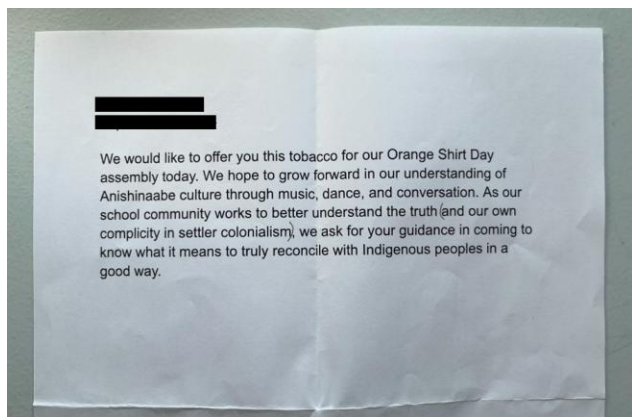 We would like to offer you this tobacco for our Orange Shirt Day
assembly today. We hope to grow forward in our understanding of
Anishinaabe culture through music, dance, and conversation. As our
school community works to better understand the truth (and our own
complicity in settler colonialism), we ask for your guidance in coming to
know what it means to truly reconcile with Indigenous peoples in a
good way.